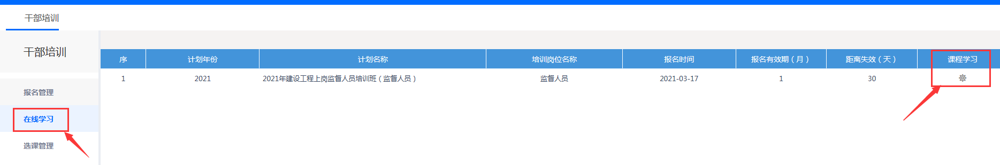 干部培训
干部培训
报名管理
在线学习
选课管理
序 计划年份 计划名称 培训岗位名称 报名时间 报名有效期（月） 距离失效（天） 课程学习
1 2021 2021年建设工程上岗监督人员培训班（监督人员） 监督人员 2021-03-17 1 30